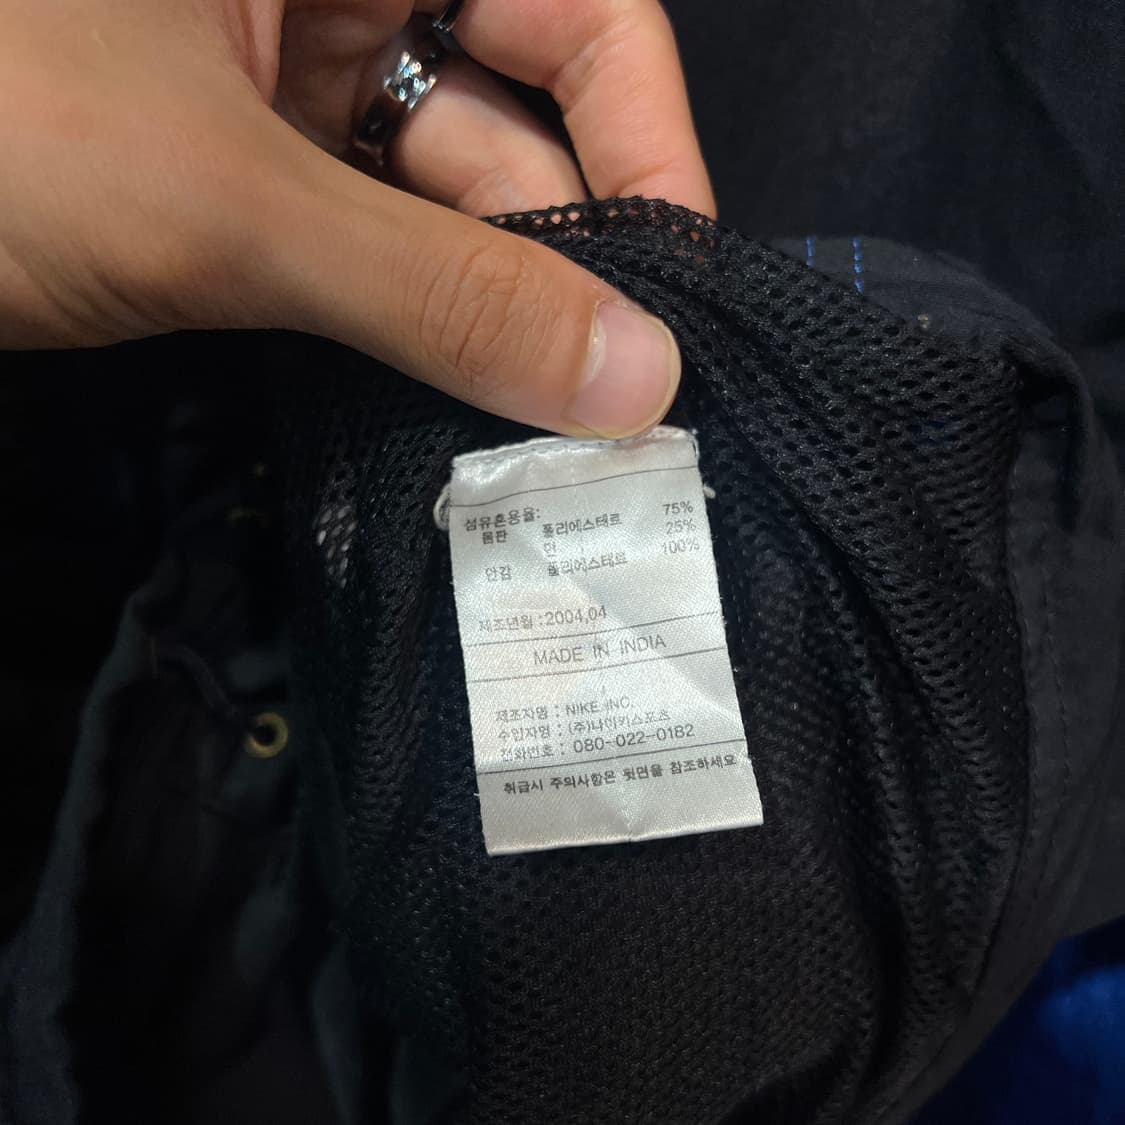 섬유혼용율:
몸판 폴리에스테르 75%
면 25%
안감 폴리에스테르 100%
제조년월 : 2004,04
MADE IN INDIA
제조자명 : NIKE INC.
수입자명 : (주)나이키스포츠
전화번호 : 080-022-0182
취급시 주의사항은 뒷면을 참조하세요